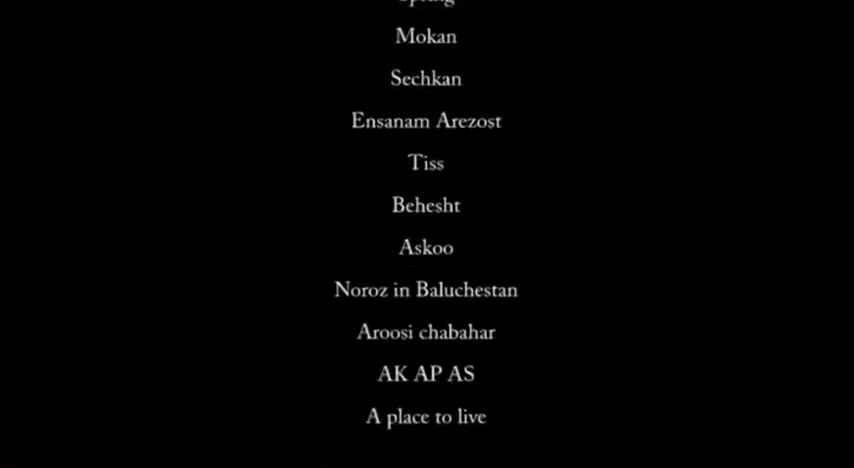 Mokan
Sechkan
Ensanam Arezost
Tiss
Behesht
Askoo
Noroz in Baluchestan
Aroosi chabahar
AK AP AS
A place to live